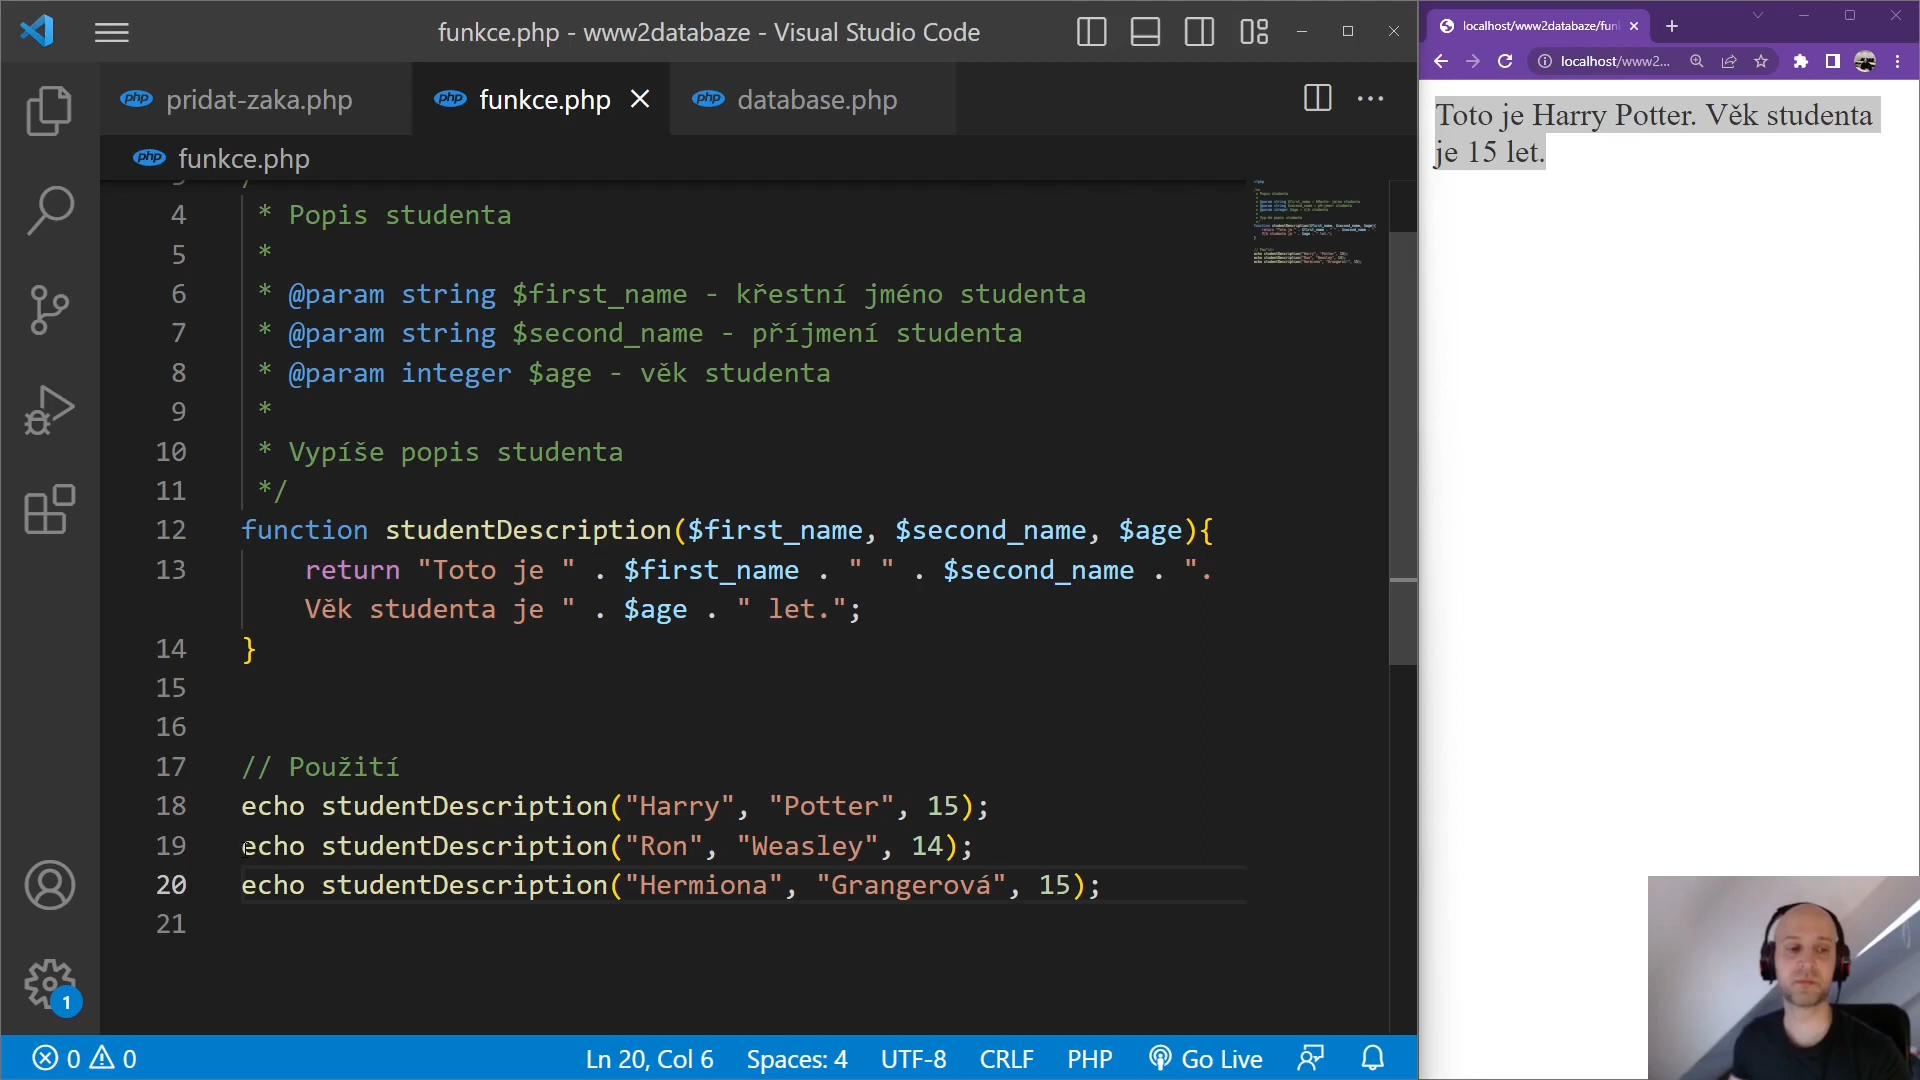 funkce.php - www2databaze - Visual Studio Code
pridat-zaka.php
funkce.php
database.php
funkce.php
4 * Popis studenta
5 *
6 * @param string $first_name - křestní jméno studenta
7 * @param string $second_name - příjmení studenta
8 * @param integer $age - věk studenta
9 *
10 * Vypíše popis studenta
11 */
12 function studentDescription($first_name, $second_name, $age){
13 return "Toto je " . $first_name . " " . $second_name . ".
Věk studenta je " . $age . " let.";
14 }
15
16
17 // Použití
18 echo studentDescription("Harry", "Potter", 15);
19 echo studentDescription("Ron", "Weasley", 14);
20 echo studentDescription("Hermiona", "Grangerová", 15);
21
1
0 0
Ln 20, Col 6 Spaces: 4 UTF-8 CRLF PHP Go Live
localhost/www2databaze/fun
localhost/www2...
Toto je Harry Potter. Věk studenta
je 15 let.